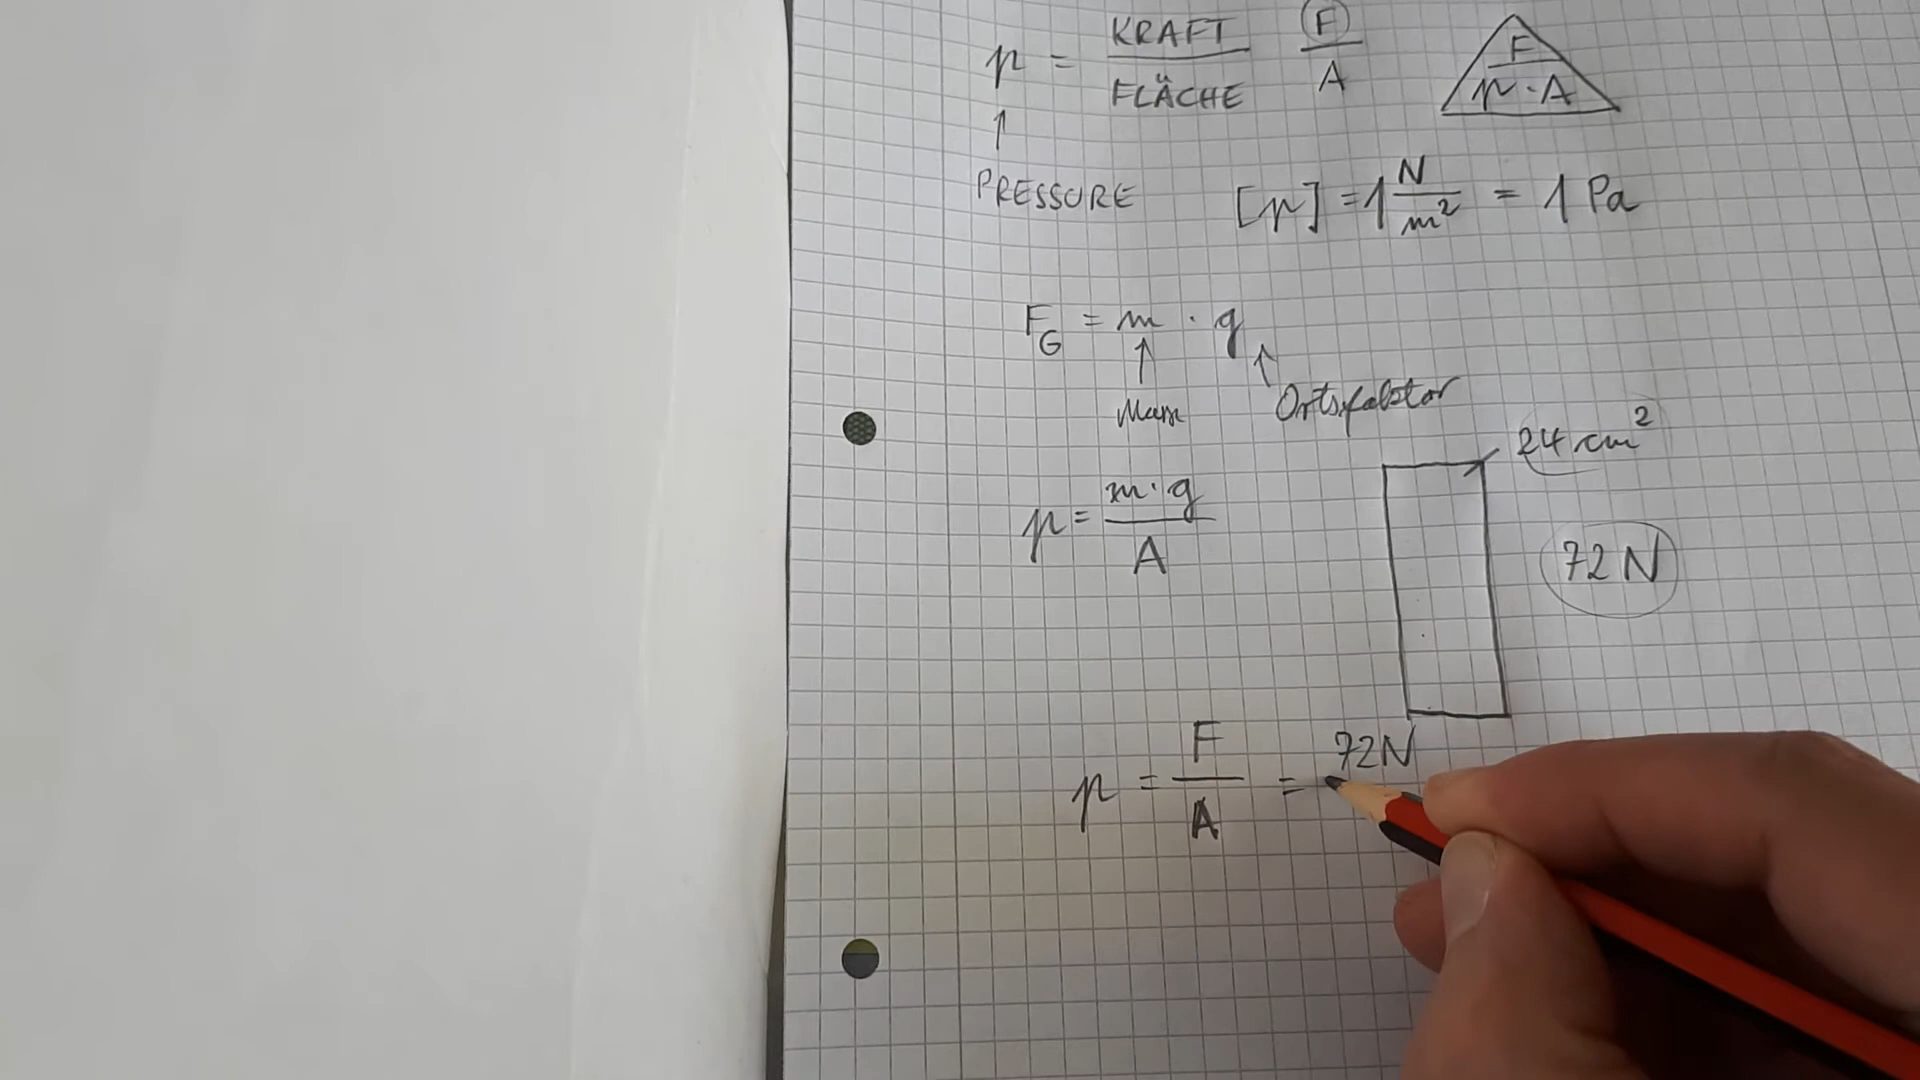 p = KRAFT / FLÄCHE F / A
F / p · A
PRESSURE [p] = 1 N / m² = 1 Pa
F_G = m · g
Masse Ortsfaktor
24 cm²
p = m · g / A
72 N
p = F / A = 72N